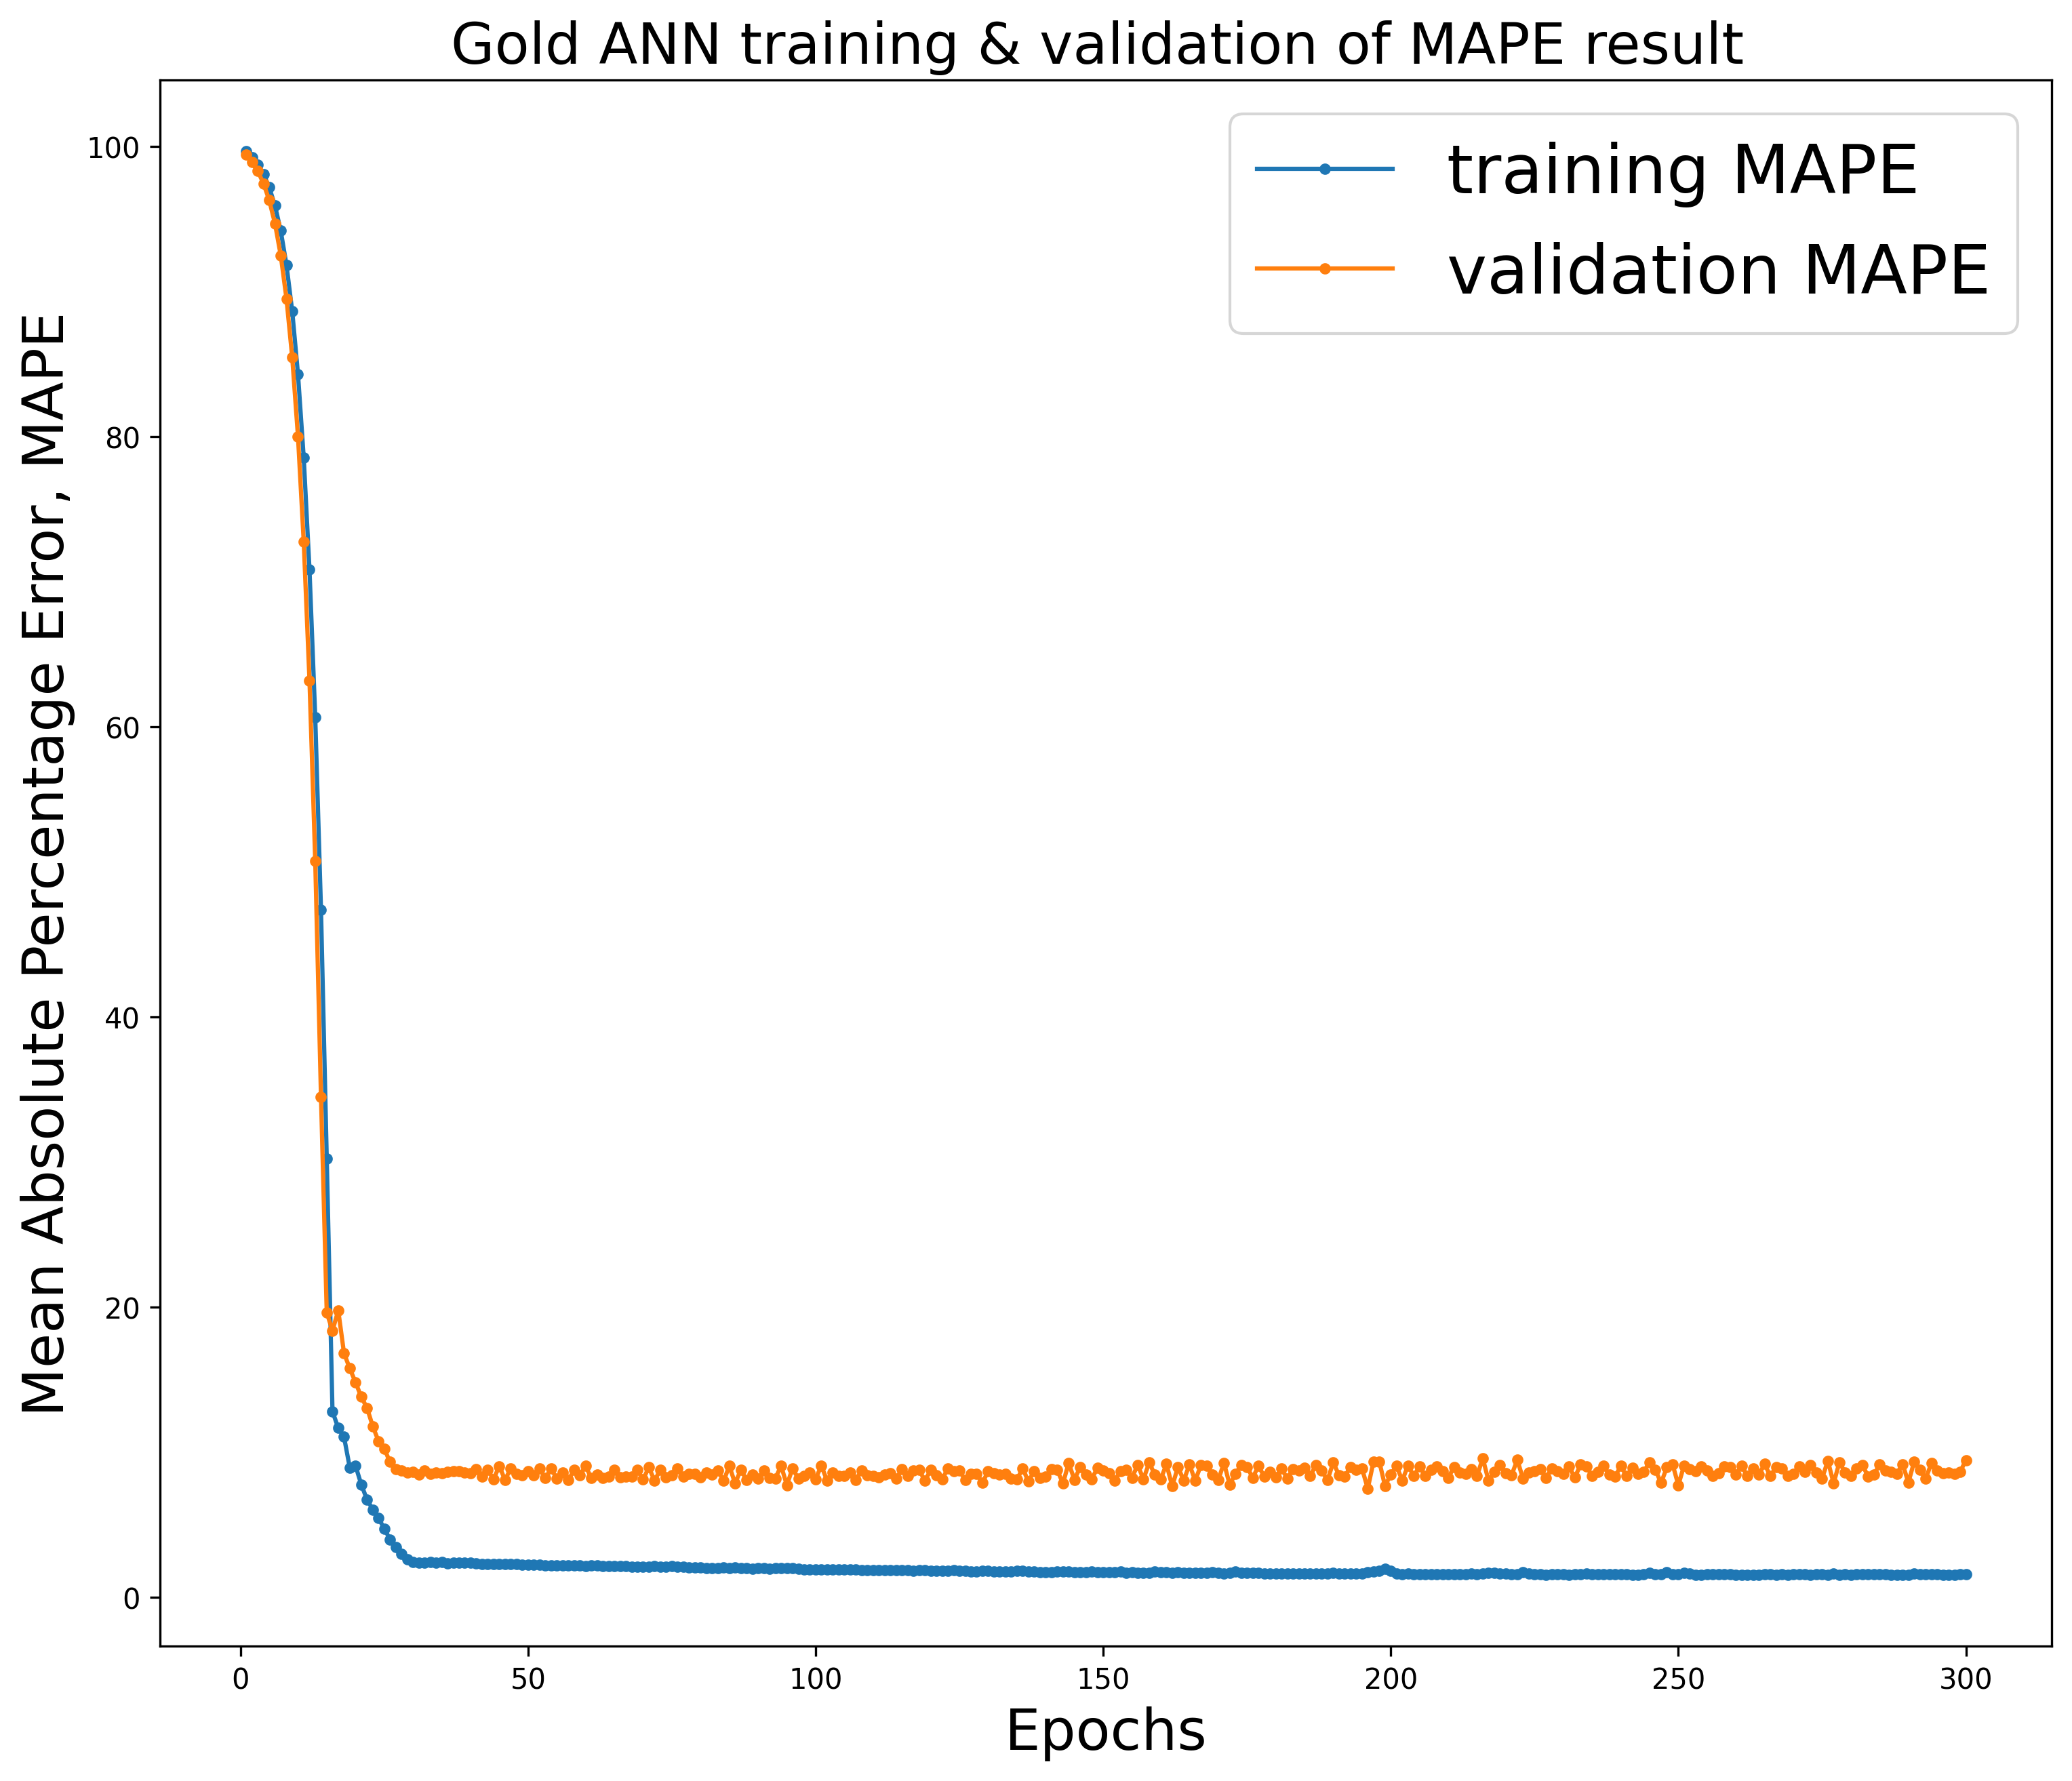 Gold ANN training & validation of MAPE result
training MAPE
validation MAPE
Mean Absolute Percentage Error, MAPE
100
80
60
40
20
0
0 50 100 150 200 250 300
Epochs